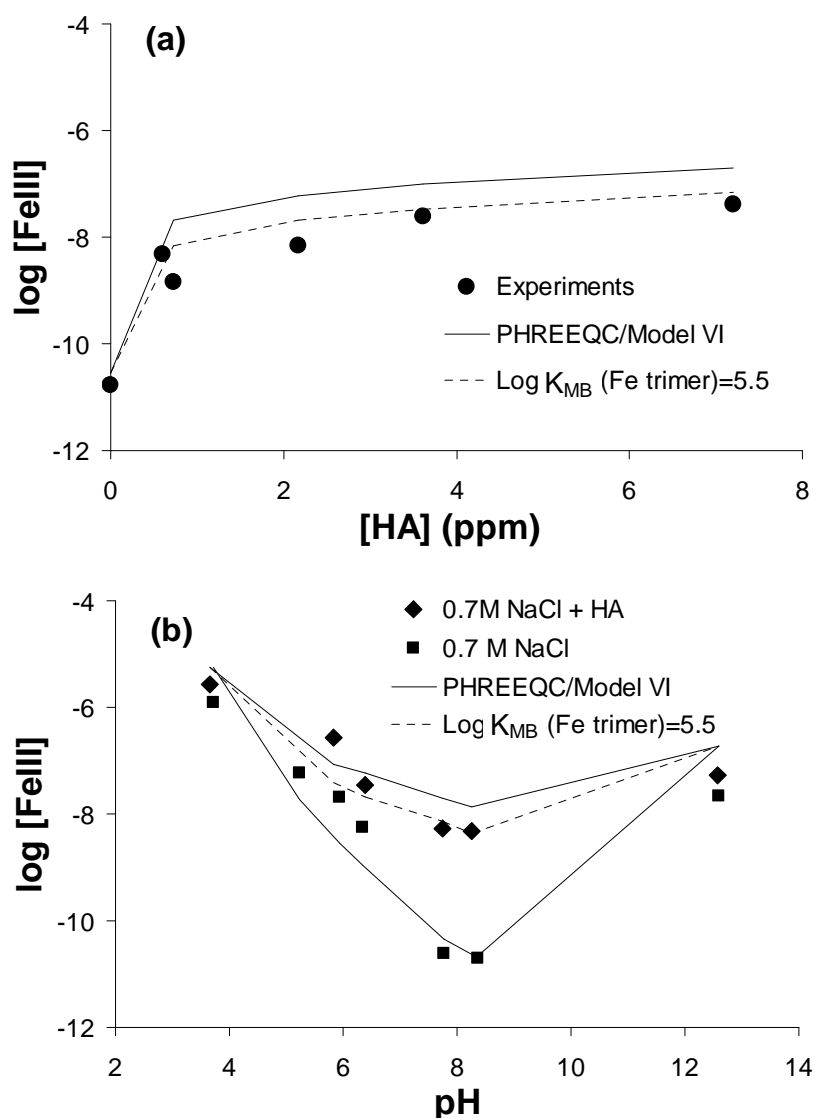 (a)
-4
-6
-8
-10
-12
log [FeIII]
Experiments
PHREEQC/Model VI
Log KMB (Fe trimer)=5.5
0 2 4 6 8
[HA] (ppm)
(b)
-4
-6
-8
-10
-12
log [FeIII]
0.7M NaCl + HA
0.7 M NaCl
PHREEQC/Model VI
Log KMB (Fe trimer)=5.5
2 4 6 8 10 12 14
pH